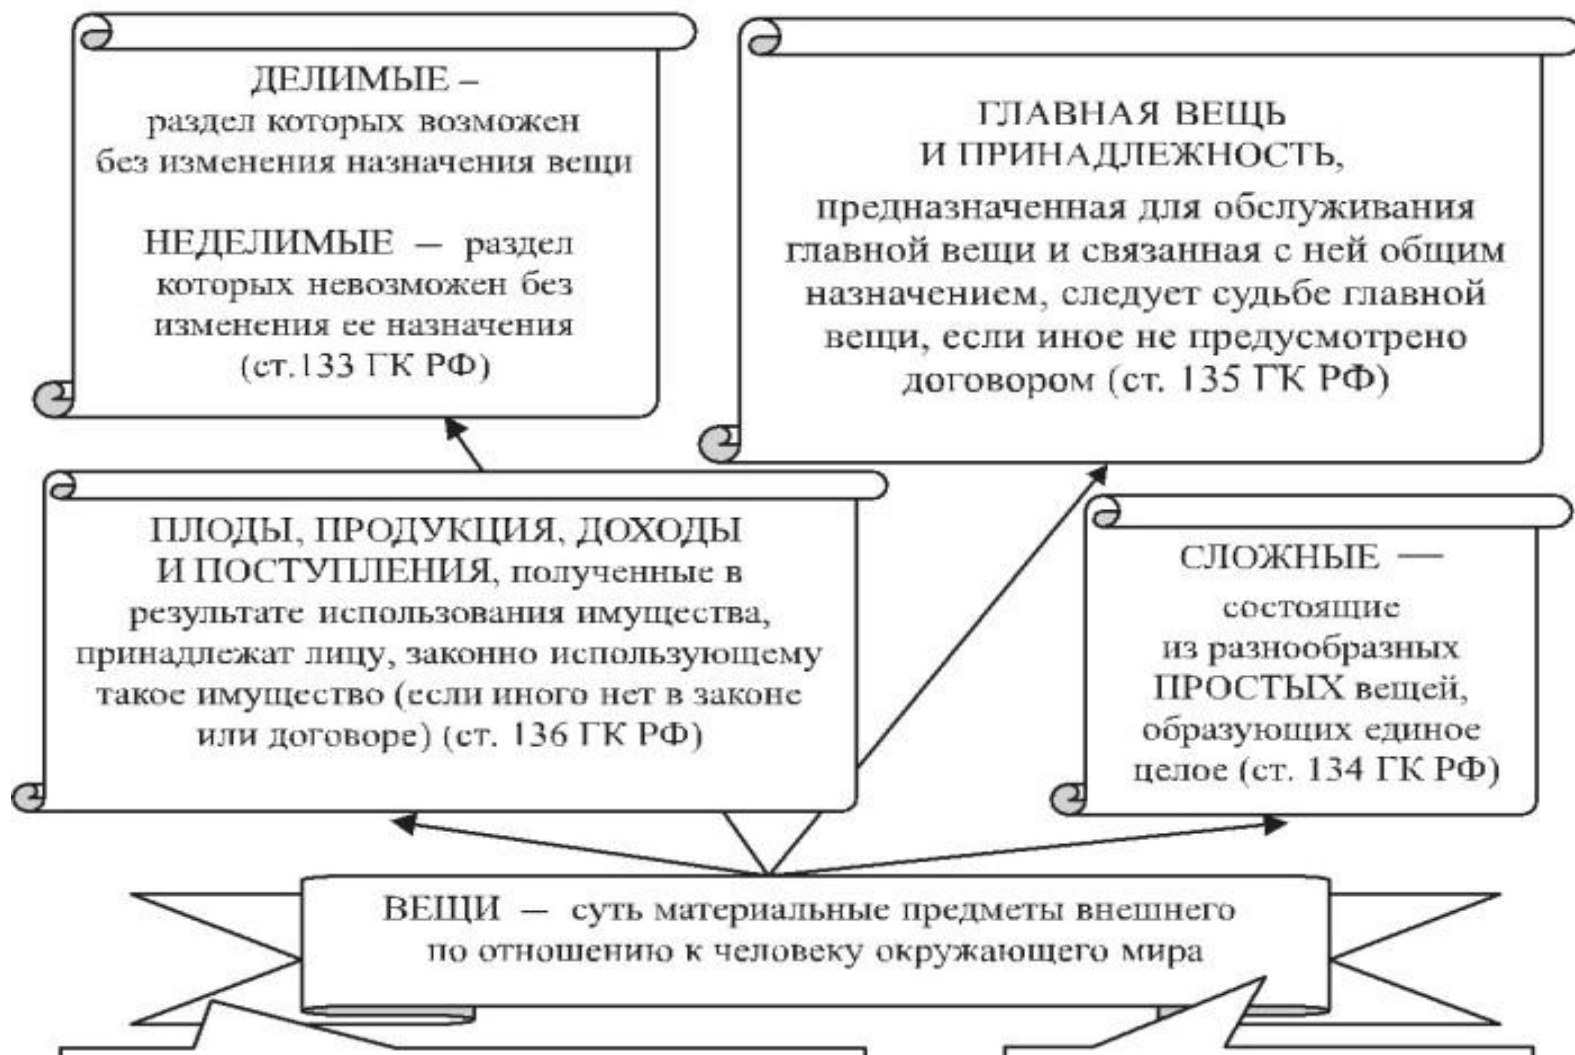 ДЕЛИМЫЕ –
раздел которых возможен
без изменения назначения вещи
НЕДЕЛИМЫЕ — раздел
которых невозможен без
изменения ее назначения
(ст.133 ГК РФ)
ГЛАВНАЯ ВЕЩЬ
И ПРИНАДЛЕЖНОСТЬ,
предназначенная для обслуживания
главной вещи и связанная с ней общим
назначением, следует судьбе главной
вещи, если иное не предусмотрено
договором (ст. 135 ГК РФ)
ПЛОДЫ, ПРОДУКЦИЯ, ДОХОДЫ
И ПОСТУПЛЕНИЯ, полученные в
результате использования имущества,
принадлежат лицу, законно использующему
такое имущество (если иного нет в законе
или договоре) (ст. 136 ГК РФ)
СЛОЖНЫЕ —
состоящие
из разнообразных
ПРОСТЫХ вещей,
образующих единое
целое (ст. 134 ГК РФ)
ВЕЩИ — суть материальные предметы внешнего
по отношению к человеку окружающего мира